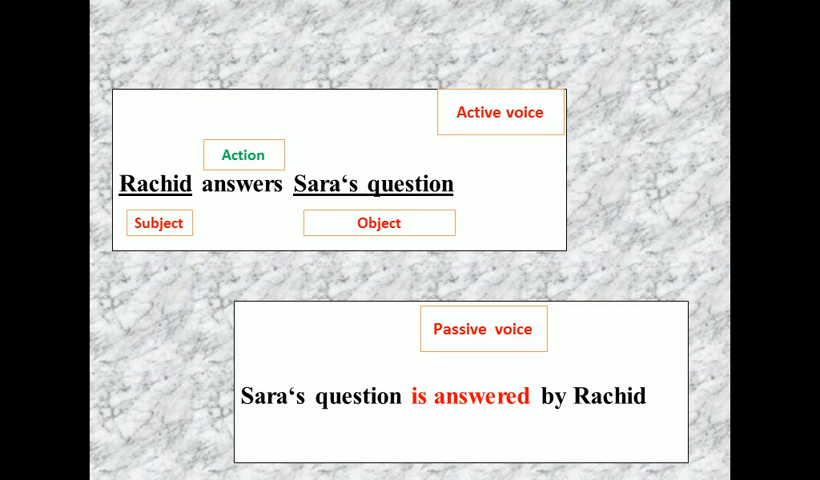 Active voice
Action
Rachid answers Sara‘s question
Subject Object
Passive voice
Sara‘s question is answered by Rachid